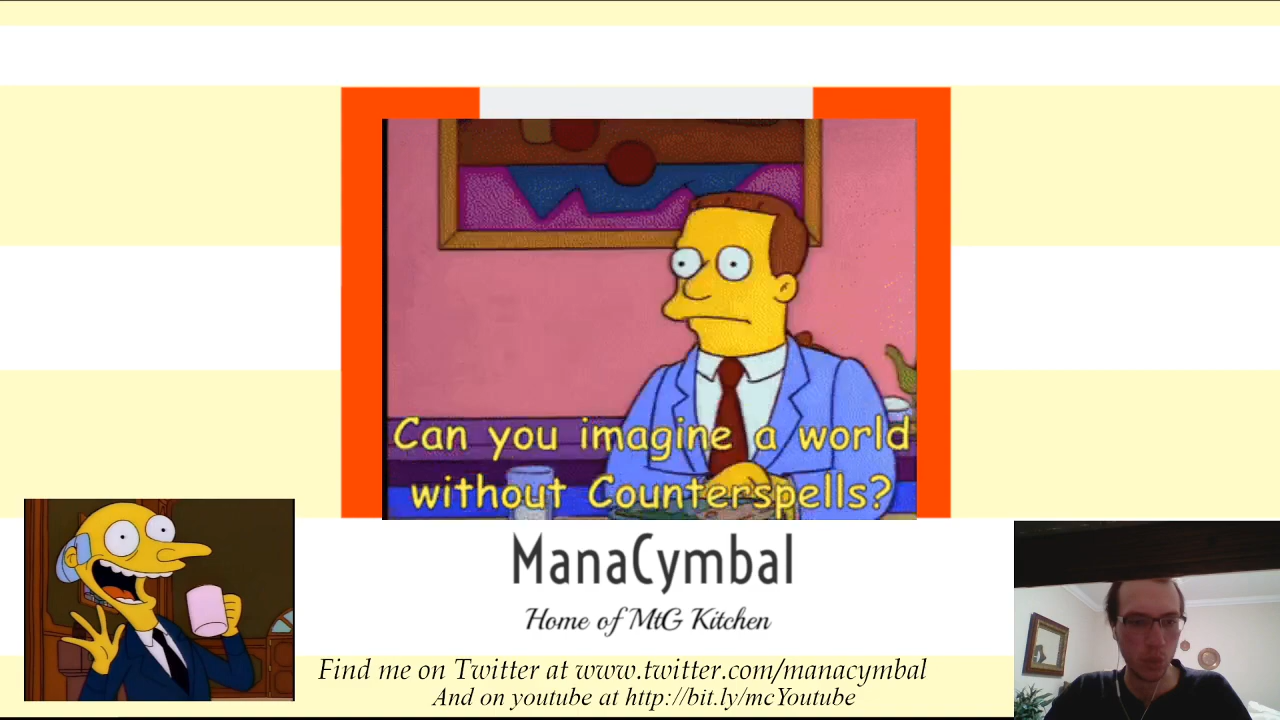 Can you imagine a world
without Counterspells?
ManaCymbal
Home of MtG Kitchen
Find me on Twitter at www.twitter.com/manacymbal
And on youtube at http://bit.ly/mcYoutube